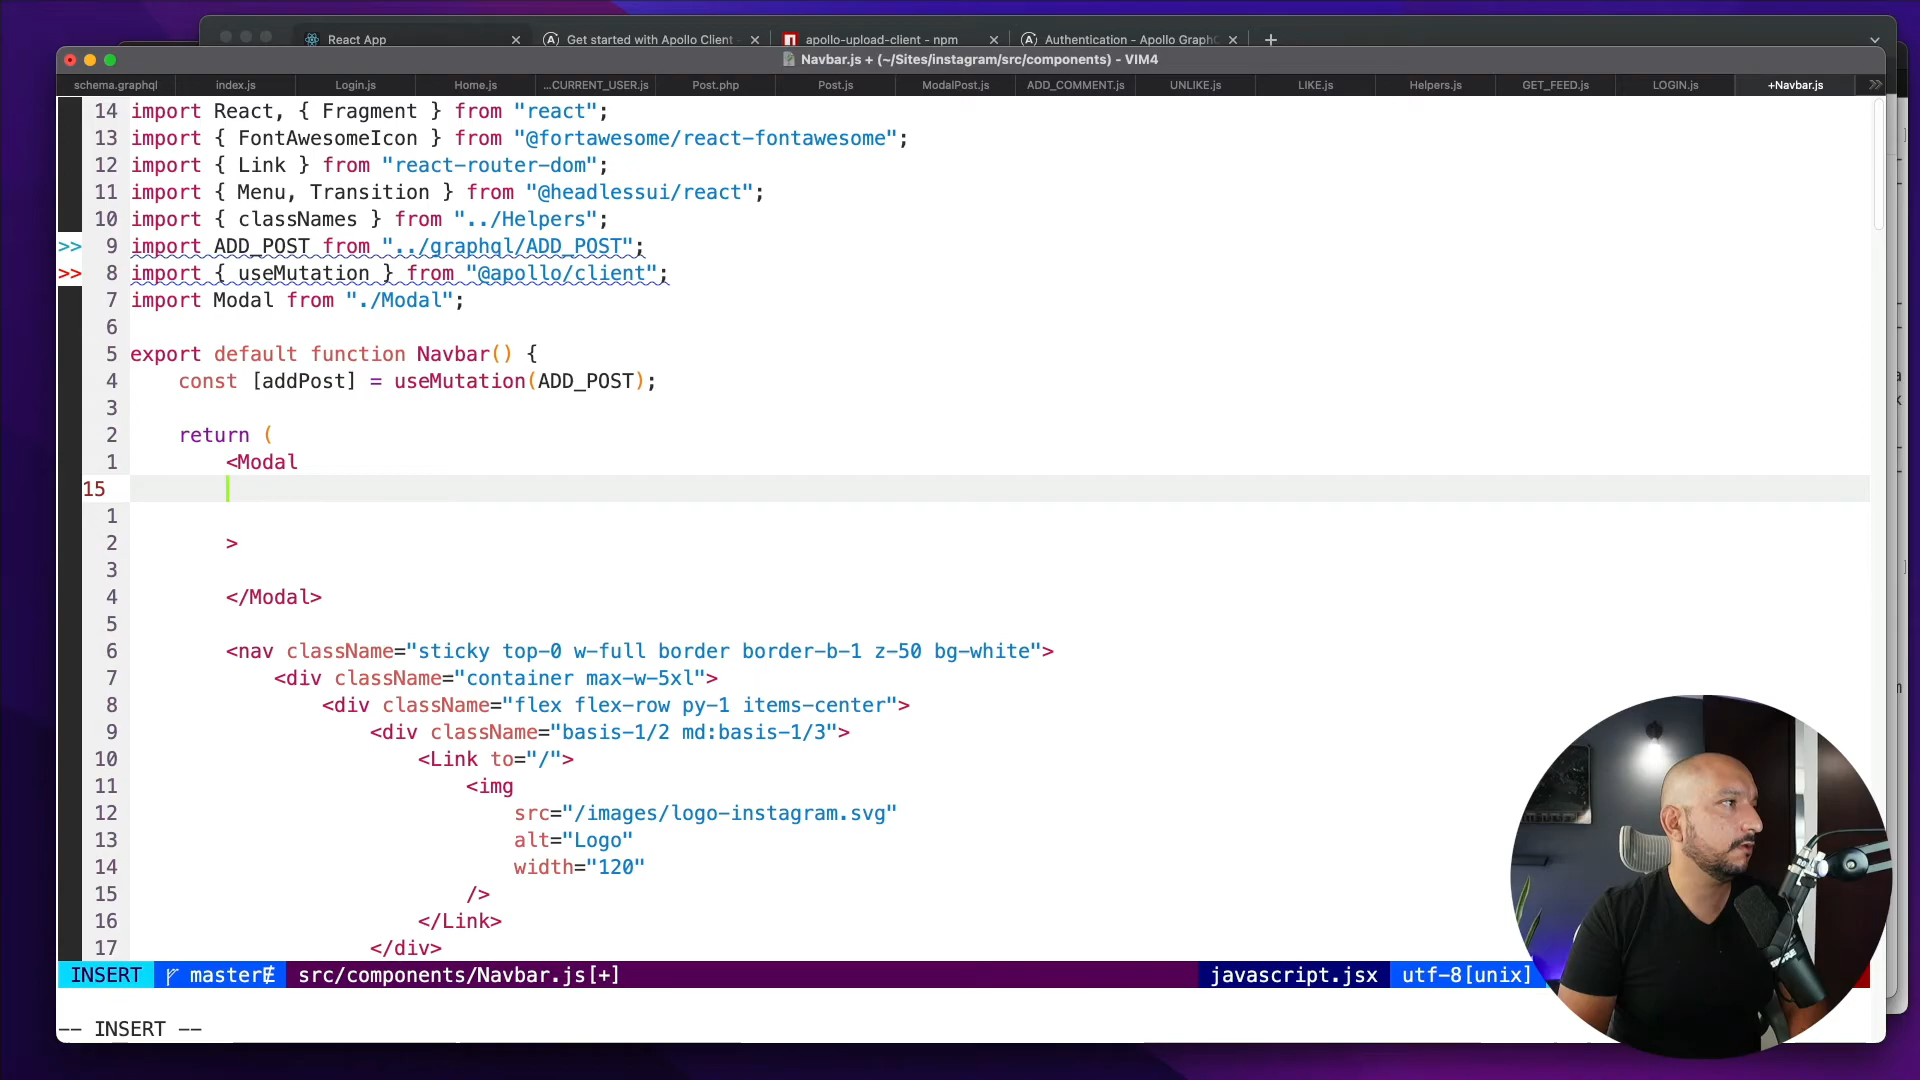 React App
Get started with Apollo Client
apollo-upload-client - npm
Authentication - Apollo GraphQ
Navbar.js + (~/Sites/instagram/src/components) - VIM4
schema.graphql
index.js
Login.js
Home.js
...CURRENT_USER.js
Post.php
Post.js
ModalPost.js
ADD_COMMENT.js
UNLIKE.js
LIKE.js
Helpers.js
GET_FEED.js
LOGIN.js
+Navbar.js
14 import React, { Fragment } from "react";
13 import { FontAwesomeIcon } from "@fortawesome/react-fontawesome";
12 import { Link } from "react-router-dom";
11 import { Menu, Transition } from "@headlessui/react";
10 import { classNames } from "../Helpers";
>> 9 import ADD_POST from "../graphql/ADD_POST";
>> 8 import { useMutation } from "@apollo/client";
7 import Modal from "./Modal";
6
5 export default function Navbar() {
4 const [addPost] = useMutation(ADD_POST);
3
2 return (
1 <Modal
15
1
2 >
3
4 </Modal>
5
6 <nav className="sticky top-0 w-full border border-b-1 z-50 bg-white">
7 <div className="container max-w-5xl">
8 <div className="flex flex-row py-1 items-center">
9 <div className="basis-1/2 md:basis-1/3">
10 <Link to="/">
11 <img
12 src="/images/logo-instagram.svg"
13 alt="Logo"
14 width="120"
15 />
16 </Link>
17 </div>
INSERT master src/components/Navbar.js[+] javascript.jsx utf-8[unix]
-- INSERT --